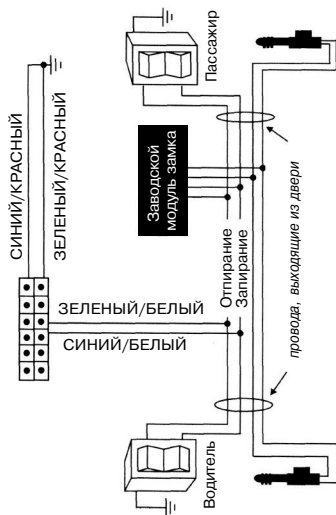 СИНИЙ/КРАСНЫЙ
ЗЕЛЕНЫЙ/КРАСНЫЙ
Пассажир
Заводской
модуль замка
ЗЕЛЕНЫЙ/БЕЛЫЙ
СИНИЙ/БЕЛЫЙ
Отпирание
Запирание
провода, выходящие из двери
Водитель